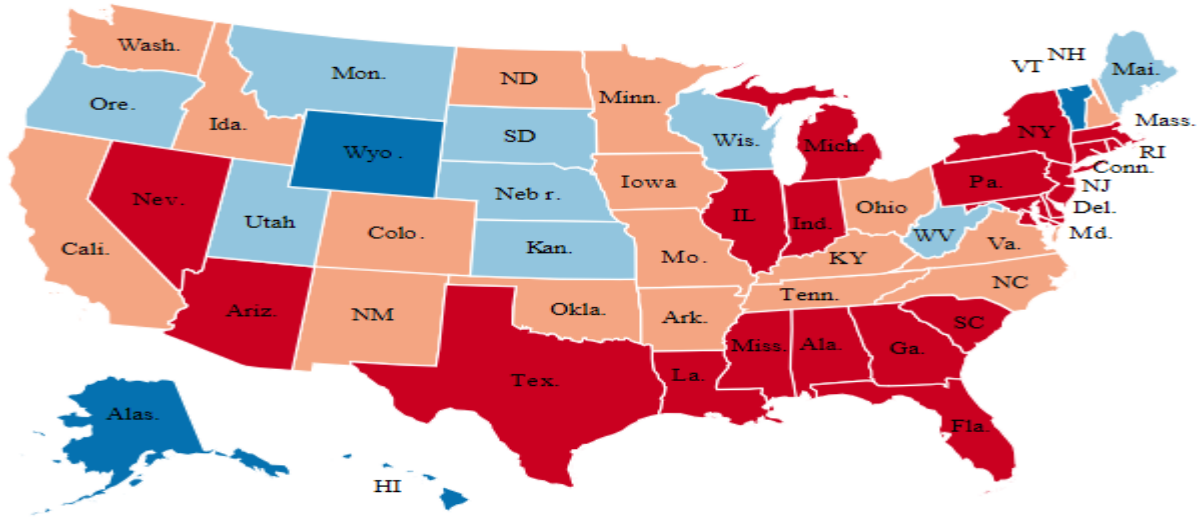 VT
NH
Wash.
Mon.
ND
Minn.
Mai.
Ore.
Ida.
SD
Wis.
Mich.
NY
Mass.
Wyo .
RI
Conn.
Nev.
Utah
Neb r.
Iowa
IL
Ind.
Ohio
Pa.
NJ
Del.
Md.
Cali.
Colo.
Kan.
Mo.
KY
WV
Va.
Ariz.
NM
Okla.
Ark.
Tenn.
NC
SC
Miss.
Ala.
Ga.
Tex.
La.
Fla.
Alas.
HI